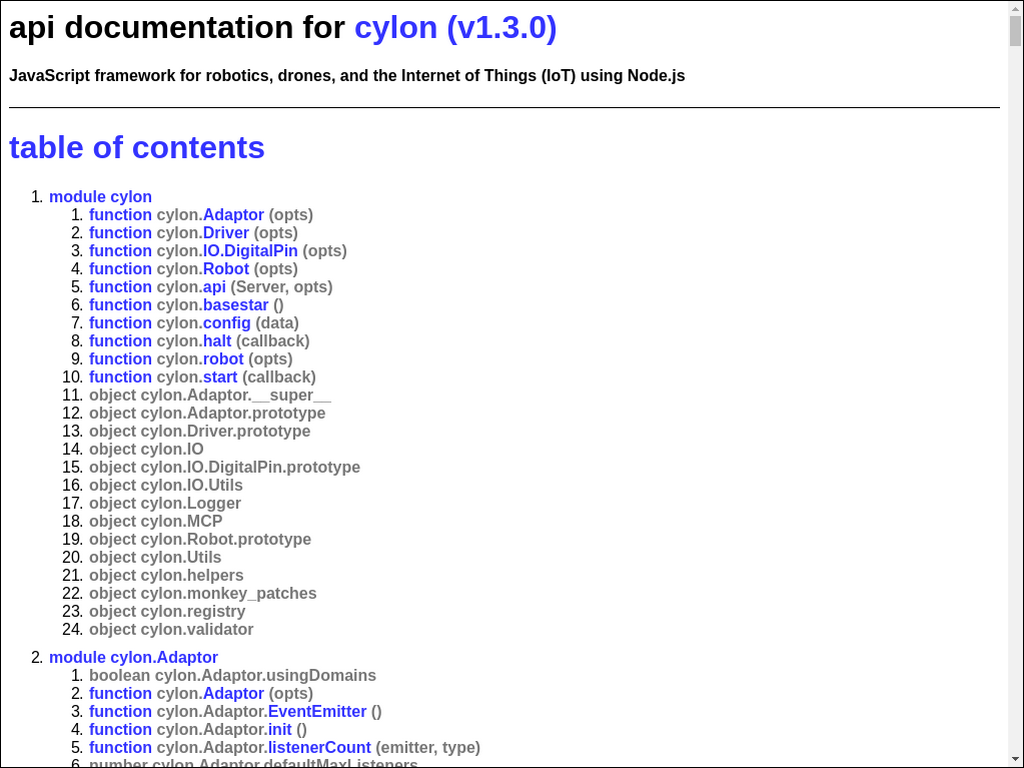 api documentation for cylon (v1.3.0)
JavaScript framework for robotics, drones, and the Internet of Things (IoT) using Node.js
table of contents
1. module cylon
1. function cylon.Adaptor (opts)
2. function cylon.Driver (opts)
3. function cylon.IO.DigitalPin (opts)
4. function cylon.Robot (opts)
5. function cylon.api (Server, opts)
6. function cylon.basestar ()
7. function cylon.config (data)
8. function cylon.halt (callback)
9. function cylon.robot (opts)
10. function cylon.start (callback)
11. object cylon.Adaptor.__super__
12. object cylon.Adaptor.prototype
13. object cylon.Driver.prototype
14. object cylon.IO
15. object cylon.IO.DigitalPin.prototype
16. object cylon.IO.Utils
17. object cylon.Logger
18. object cylon.MCP
19. object cylon.Robot.prototype
20. object cylon.Utils
21. object cylon.helpers
22. object cylon.monkey_patches
23. object cylon.registry
24. object cylon.validator
2. module cylon.Adaptor
1. boolean cylon.Adaptor.usingDomains
2. function cylon.Adaptor (opts)
3. function cylon.Adaptor.EventEmitter ()
4. function cylon.Adaptor.init ()
5. function cylon.Adaptor.listenerCount (emitter, type)
6. number cylon.Adaptor.defaultMaxListeners